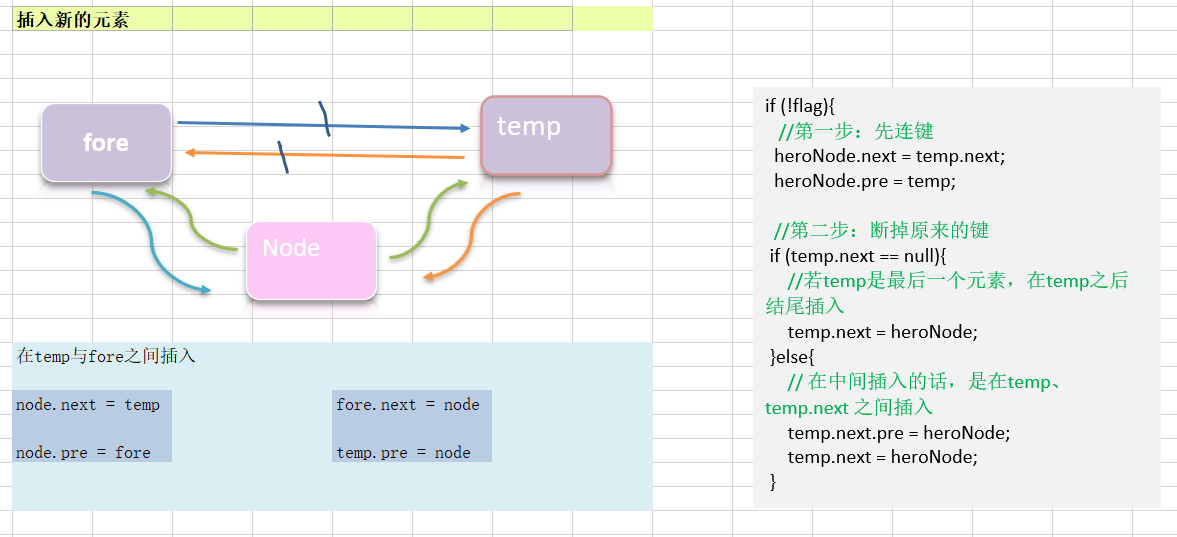 插入新的元素
fore
temp
Node
在temp与fore之间插入
node.next = temp
node.pre = fore
fore.next = node
temp.pre = node
if (!flag){
//第一步：先连键
heroNode.next = temp.next;
heroNode.pre = temp;
//第二步：断掉原来的键
if (temp.next == null){
//若temp是最后一个元素，在temp之后
结尾插入
temp.next = heroNode;
}else{
// 在中间插入的话，是在temp、
temp.next 之间插入
temp.next.pre = heroNode;
temp.next = heroNode;
}